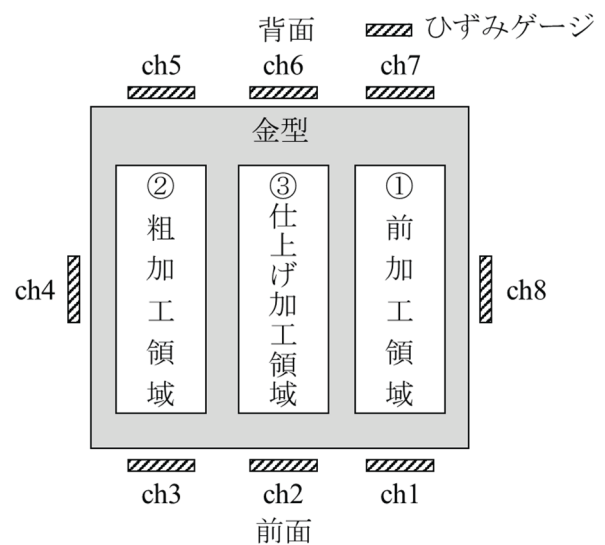 背面
ひずみゲージ
ch5
ch6
ch7
金型
②粗加工領域
③仕上げ加工領域
①前加工領域
ch4
ch8
ch3
ch2
ch1
前面